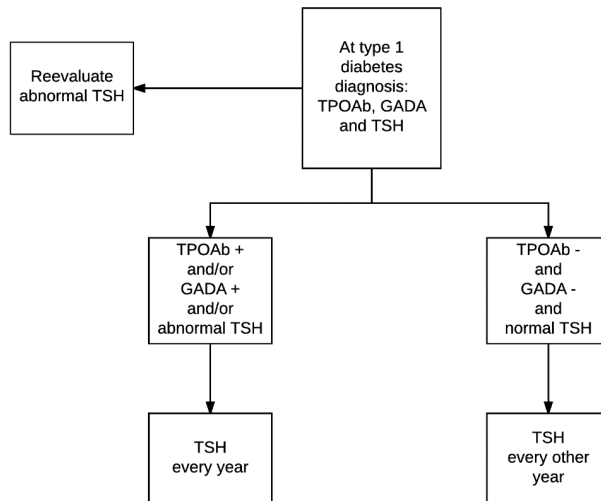 At type 1
diabetes
diagnosis:
TPOAb, GADA
and TSH
Reevaluate
abnormal TSH
TPOAb +
and/or
GADA +
and/or
abnormal TSH
TPOAb -
and
GADA -
and
normal TSH
TSH
every year
TSH
every other
year